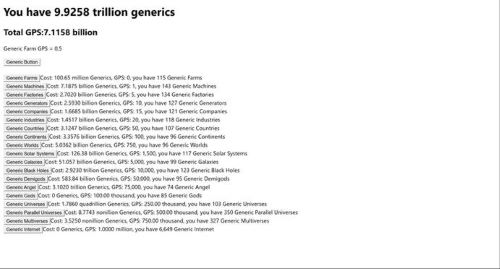 You have 9.9258 trillion generics
Total GPS:7.1158 billion
Generic Farm GPS = 0.5
Generic Button
Generic Farms Cost: 100.65 million Generics, GPS: 0, you have 115 Generic Farms
Generic Machines Cost: 7.1875 billion Generics, GPS: 1, you have 143 Generic Machines
Generic Factories Cost: 2.7020 billion Generics, GPS: 5, you have 134 Generic Factories
Generic Generators Cost: 2.5930 billion Generics, GPS: 10, you have 127 Generic Generators
Generic Companies Cost: 1.6685 billion Generics, GPS: 15, you have 121 Generic Companies
Generic Industries Cost: 1.4517 billion Generics, GPS: 20, you have 118 Generic Industries
Generic Countries Cost: 3.1247 billion Generics, GPS: 50, you have 107 Generic Countries
Generic Continents Cost: 3.3576 billion Generics, GPS: 100, you have 96 Generic Continents
Generic Worlds Cost: 5.0362 billion Generics, GPS: 750, you have 96 Generic Worlds
Generic Solar Systems Cost: 126.38 billion Generics, GPS: 1,500, you have 117 Generic Solar Systems
Generic Galaxies Cost: 51.057 billion Generics, GPS: 5,000, you have 99 Generic Galaxies
Generic Black Holes Cost: 2.9230 trillion Generics, GPS: 10,000, you have 123 Generic Black Holes
Generic Demigods Cost: 583.84 billion Generics, GPS: 50,000, you have 95 Generic Demigods
Generic Angel Cost: 3.1020 billion Generics, GPS: 75,000, you have 74 Generic Angel
Generic Gods Cost: 0 Generics, GPS: 100.00 thousand, you have 85 Generic Gods
Generic Universes Cost: 1.7860 quadrillion Generics, GPS: 250.00 thousand, you have 103 Generic Universes
Generic Parallel Universes Cost: 8.7743 nonillion Generics, GPS: 500.00 thousand, you have 350 Generic Parallel Universes
Generic Multiverses Cost: 3.5250 nonillion Generics, GPS: 750.00 thousand, you have 327 Generic Multiverses
Generic Internet Cost: 0 Generics, GPS: 1.0000 million, you have 6,649 Generic Internet